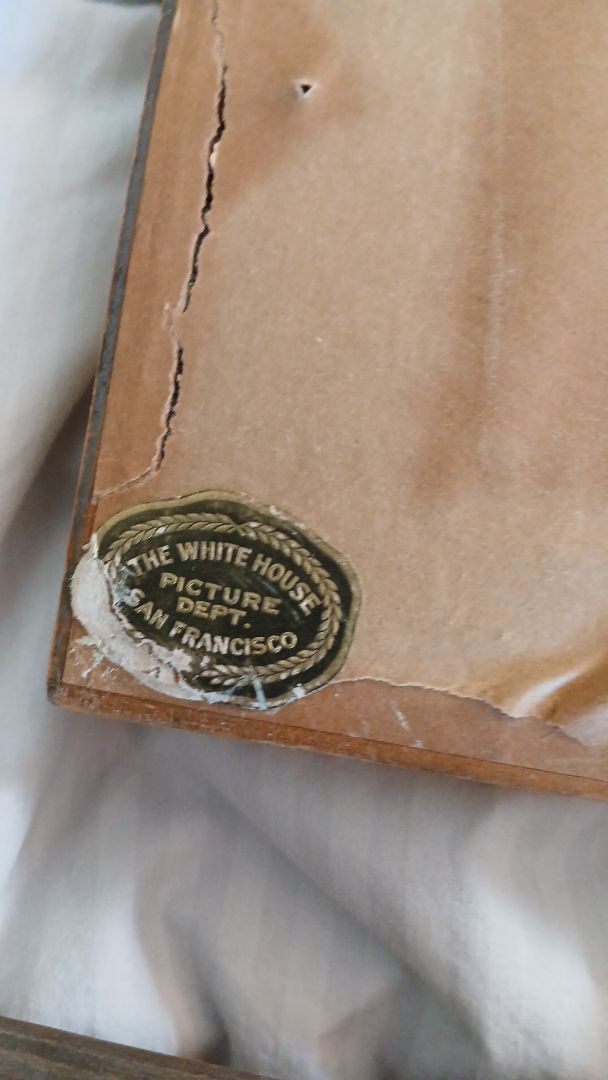 THE WHITE HOUSE
PICTURE
DEPT.
SAN FRANCISCO